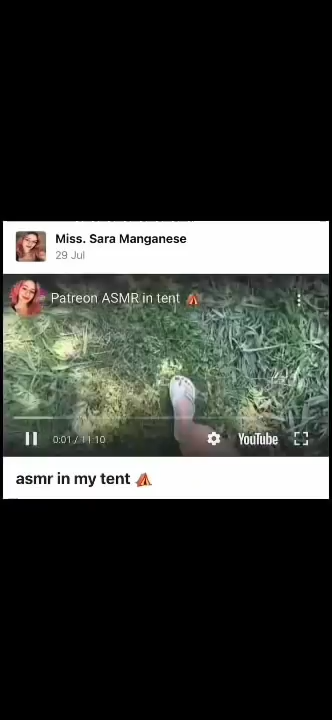 Miss. Sara Manganese
29 Jul
Patreon ASMR in tent ⛺
0:01 / 11:10
YouTube
asmr in my tent ⛺